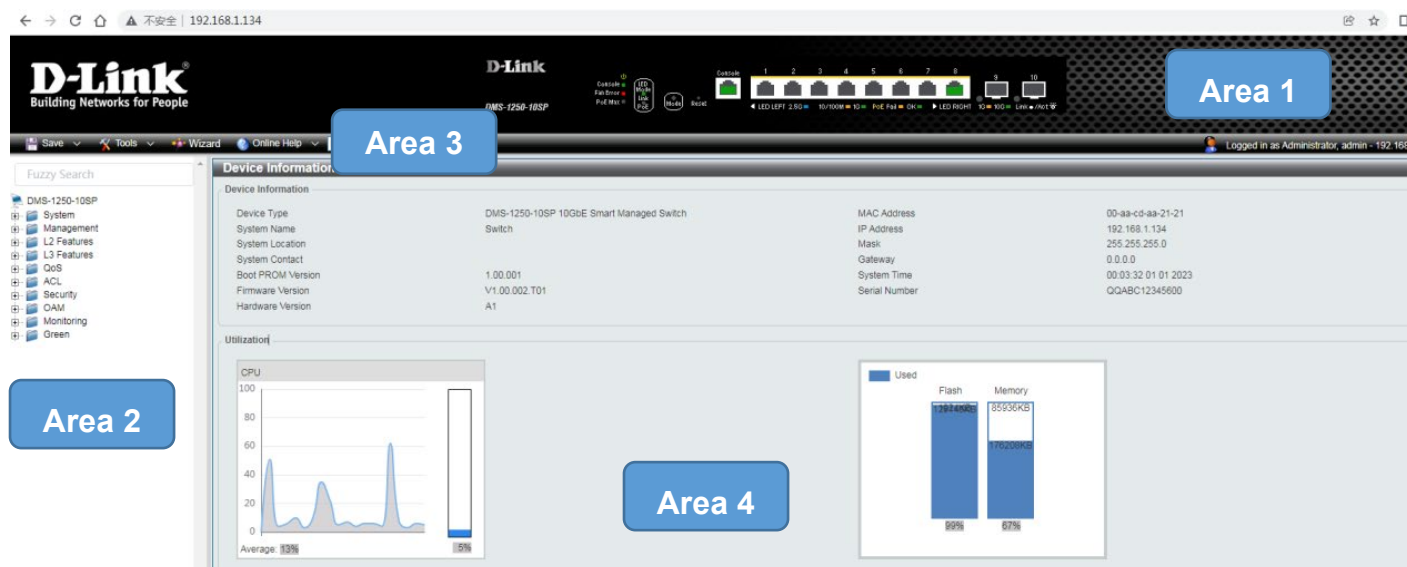 不安全 | 192.168.1.134
D-Link®
Building Networks for People
D-Link
DMS-1250-10SP
Console
Fan Error
PoE Max
LED Mode
Link
PoE
Mode
Reset
Console
1 2 3 4 5 6 7 8 9 10
LED LEFT 2.5G 10/100M 1G PoE Fail OK LED RIGHT 1G 10G Link /Act
Area 1
Save Tools Wizard Online Help
Area 3
Logged in as Administrator, admin - 192.168
Fuzzy Search
DMS-1250-10SP
System
Management
L2 Features
L3 Features
QoS
ACL
Security
OAM
Monitoring
Green
Area 2
Device Information
Device Information
Device Type DMS-1250-10SP 10GbE Smart Managed Switch MAC Address 00-aa-cd-aa-21-21
System Name Switch IP Address 192.168.1.134
System Location Mask 255.255.255.0
System Contact Gateway 0.0.0.0
Boot PROM Version 1.00.001 System Time 00:03:32 01 01 2023
Firmware Version V1.00.002.T01 Serial Number QQABC12345600
Hardware Version A1
Utilization
CPU
100
80
60
40
20
0
Average: 13% 5%
Area 4
Used
Flash Memory
85936KB
176208KB
99% 67%